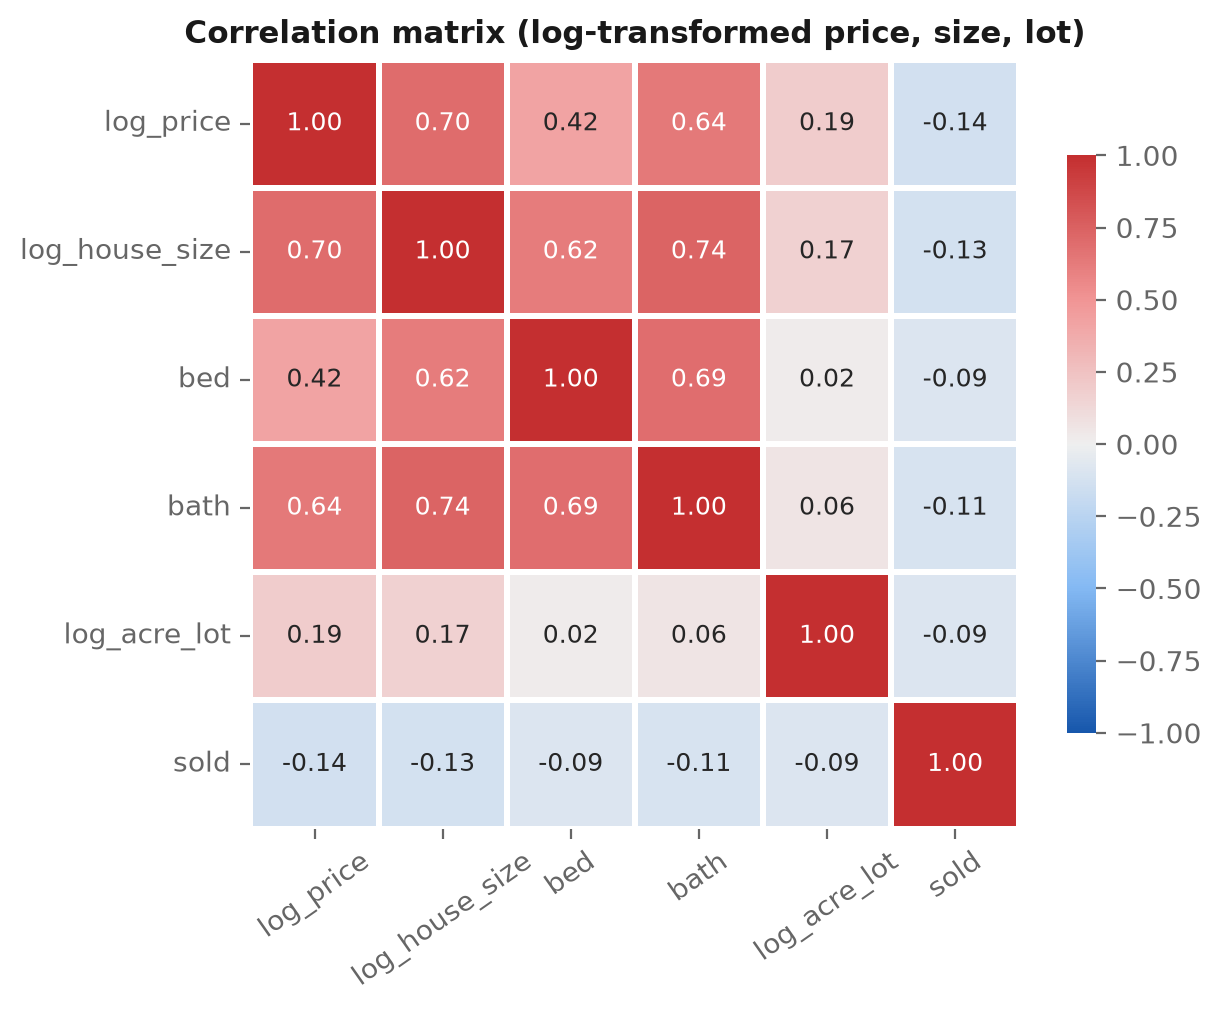 Correlation matrix (log-transformed price, size, lot)
log_price 1.00 0.70 0.42 0.64 0.19 -0.14
log_house_size 0.70 1.00 0.62 0.74 0.17 -0.13
bed 0.42 0.62 1.00 0.69 0.02 -0.09
bath 0.64 0.74 0.69 1.00 0.06 -0.11
log_acre_lot 0.19 0.17 0.02 0.06 1.00 -0.09
sold -0.14 -0.13 -0.09 -0.11 -0.09 1.00
log_price log_house_size bed bath log_acre_lot sold
1.00
0.75
0.50
0.25
0.00
−0.25
−0.50
−0.75
−1.00